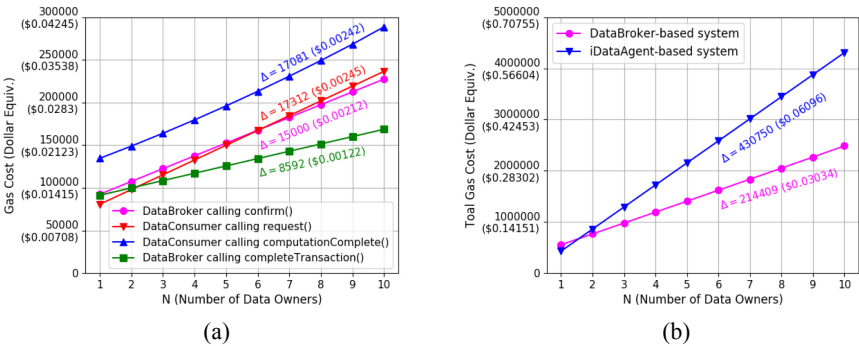 300000
($0.04245)
250000
($0.03538)
200000
($0.0283)
150000
($0.02123)
100000
($0.01415)
50000
($0.00708)
0
Gas Cost (Dollar Equiv.)
Δ = 17081 ($0.00242)
Δ = 17312 ($0.00245)
Δ = 15000 ($0.00212)
Δ = 8592 ($0.00122)
DataBroker calling confirm()
DataConsumer calling request()
DataConsumer calling computationComplete()
DataBroker calling completeTransaction()
1 2 3 4 5 6 7 8 9 10
N (Number of Data Owners)
(a)
5000000
($0.70755)
4000000
($0.56604)
3000000
($0.42453)
2000000
($0.28302)
1000000
($0.14151)
0
Toal Gas Cost (Dollar Equiv.)
DataBroker-based system
iDataAgent-based system
Δ = 430750 ($0.06096)
Δ = 214409 ($0.03034)
1 2 3 4 5 6 7 8 9 10
N (Number of Data Owners)
(b)